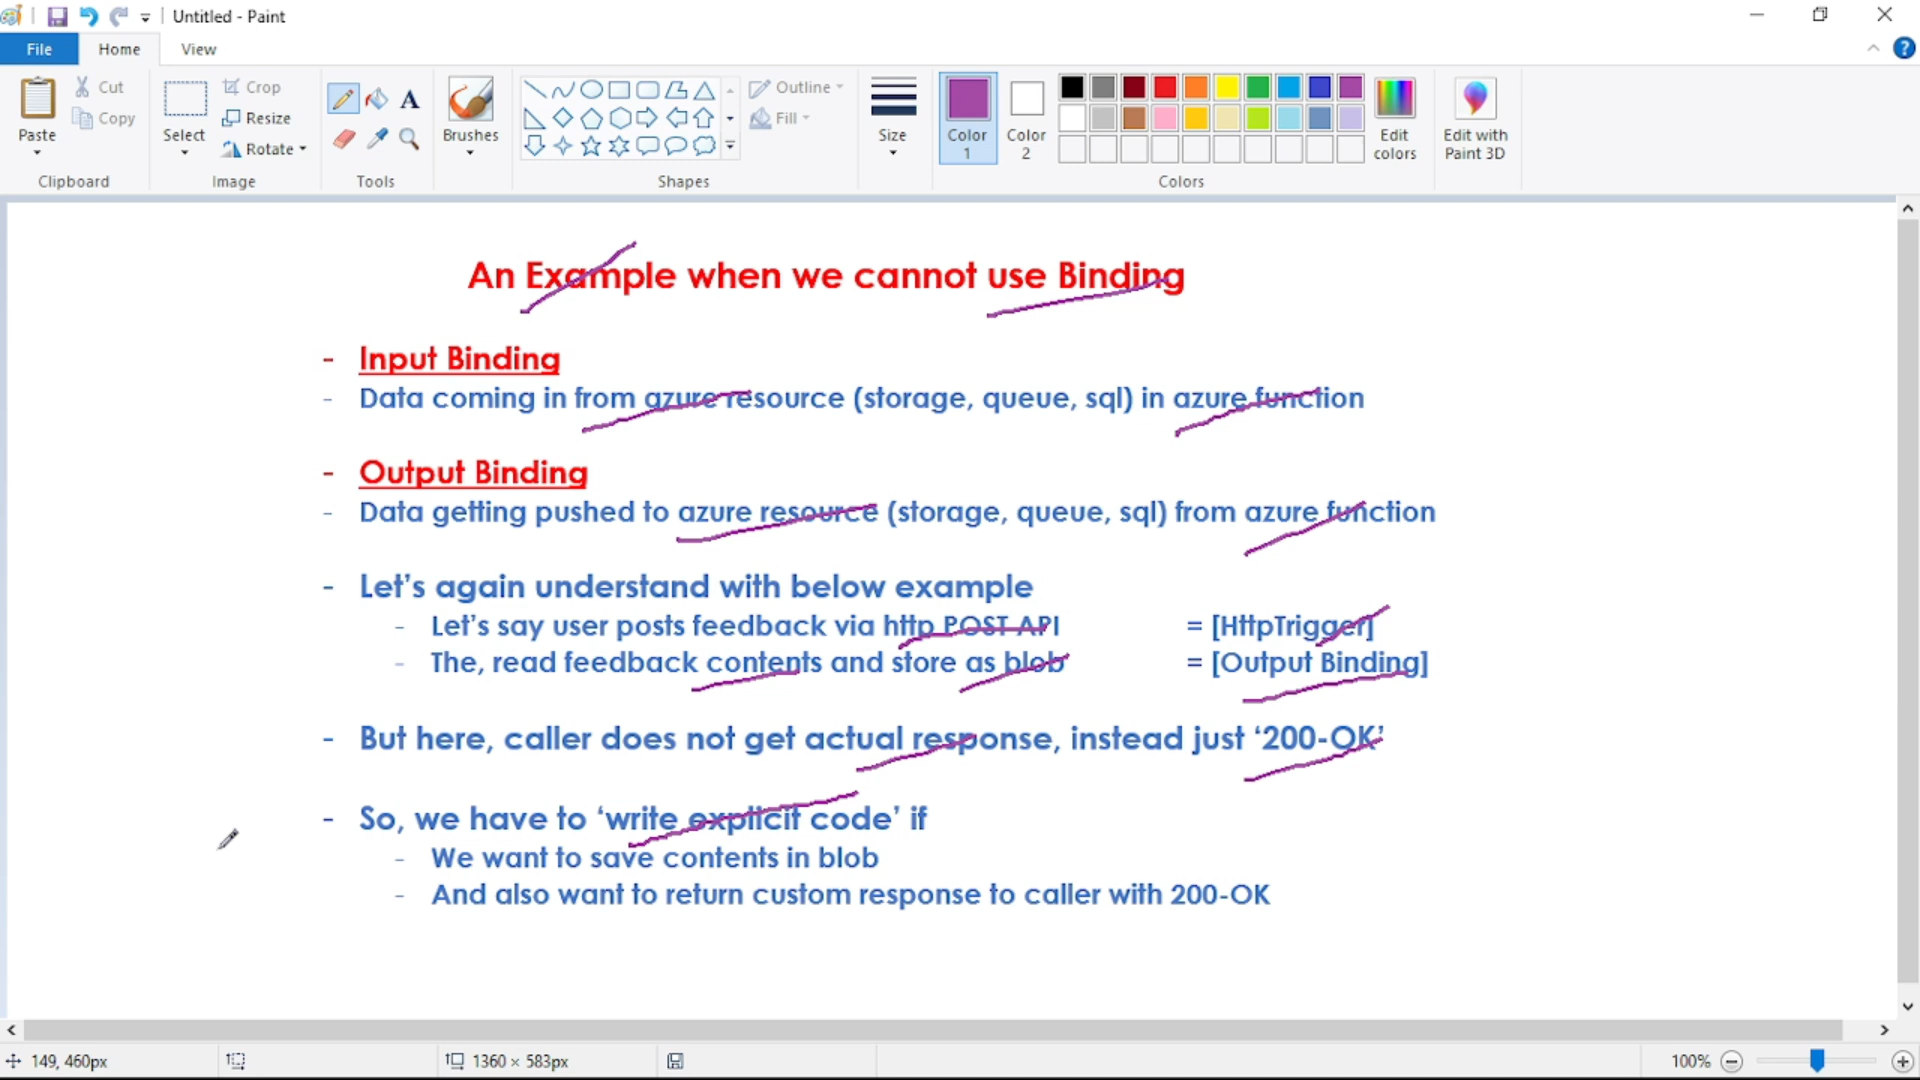 Untitled - Paint
File Home View
Paste
Cut
Copy
Clipboard
Select
Crop
Resize
Rotate
Image
Tools
Brushes
Shapes
Outline
Fill
Size
Color 1
Color 2
Edit colors
Edit with Paint 3D
Colors
An Example when we cannot use Binding
- Input Binding
- Data coming in from azure resource (storage, queue, sql) in azure function
- Output Binding
- Data getting pushed to azure resource (storage, queue, sql) from azure function
- Let’s again understand with below example
- Let’s say user posts feedback via http POST API = [HttpTrigger]
- The, read feedback contents and store as blob = [Output Binding]
- But here, caller does not get actual response, instead just ‘200-OK’
- So, we have to ‘write explicit code’ if
- We want to save contents in blob
- And also want to return custom response to caller with 200-OK
149, 460px 1360 × 583px 100%